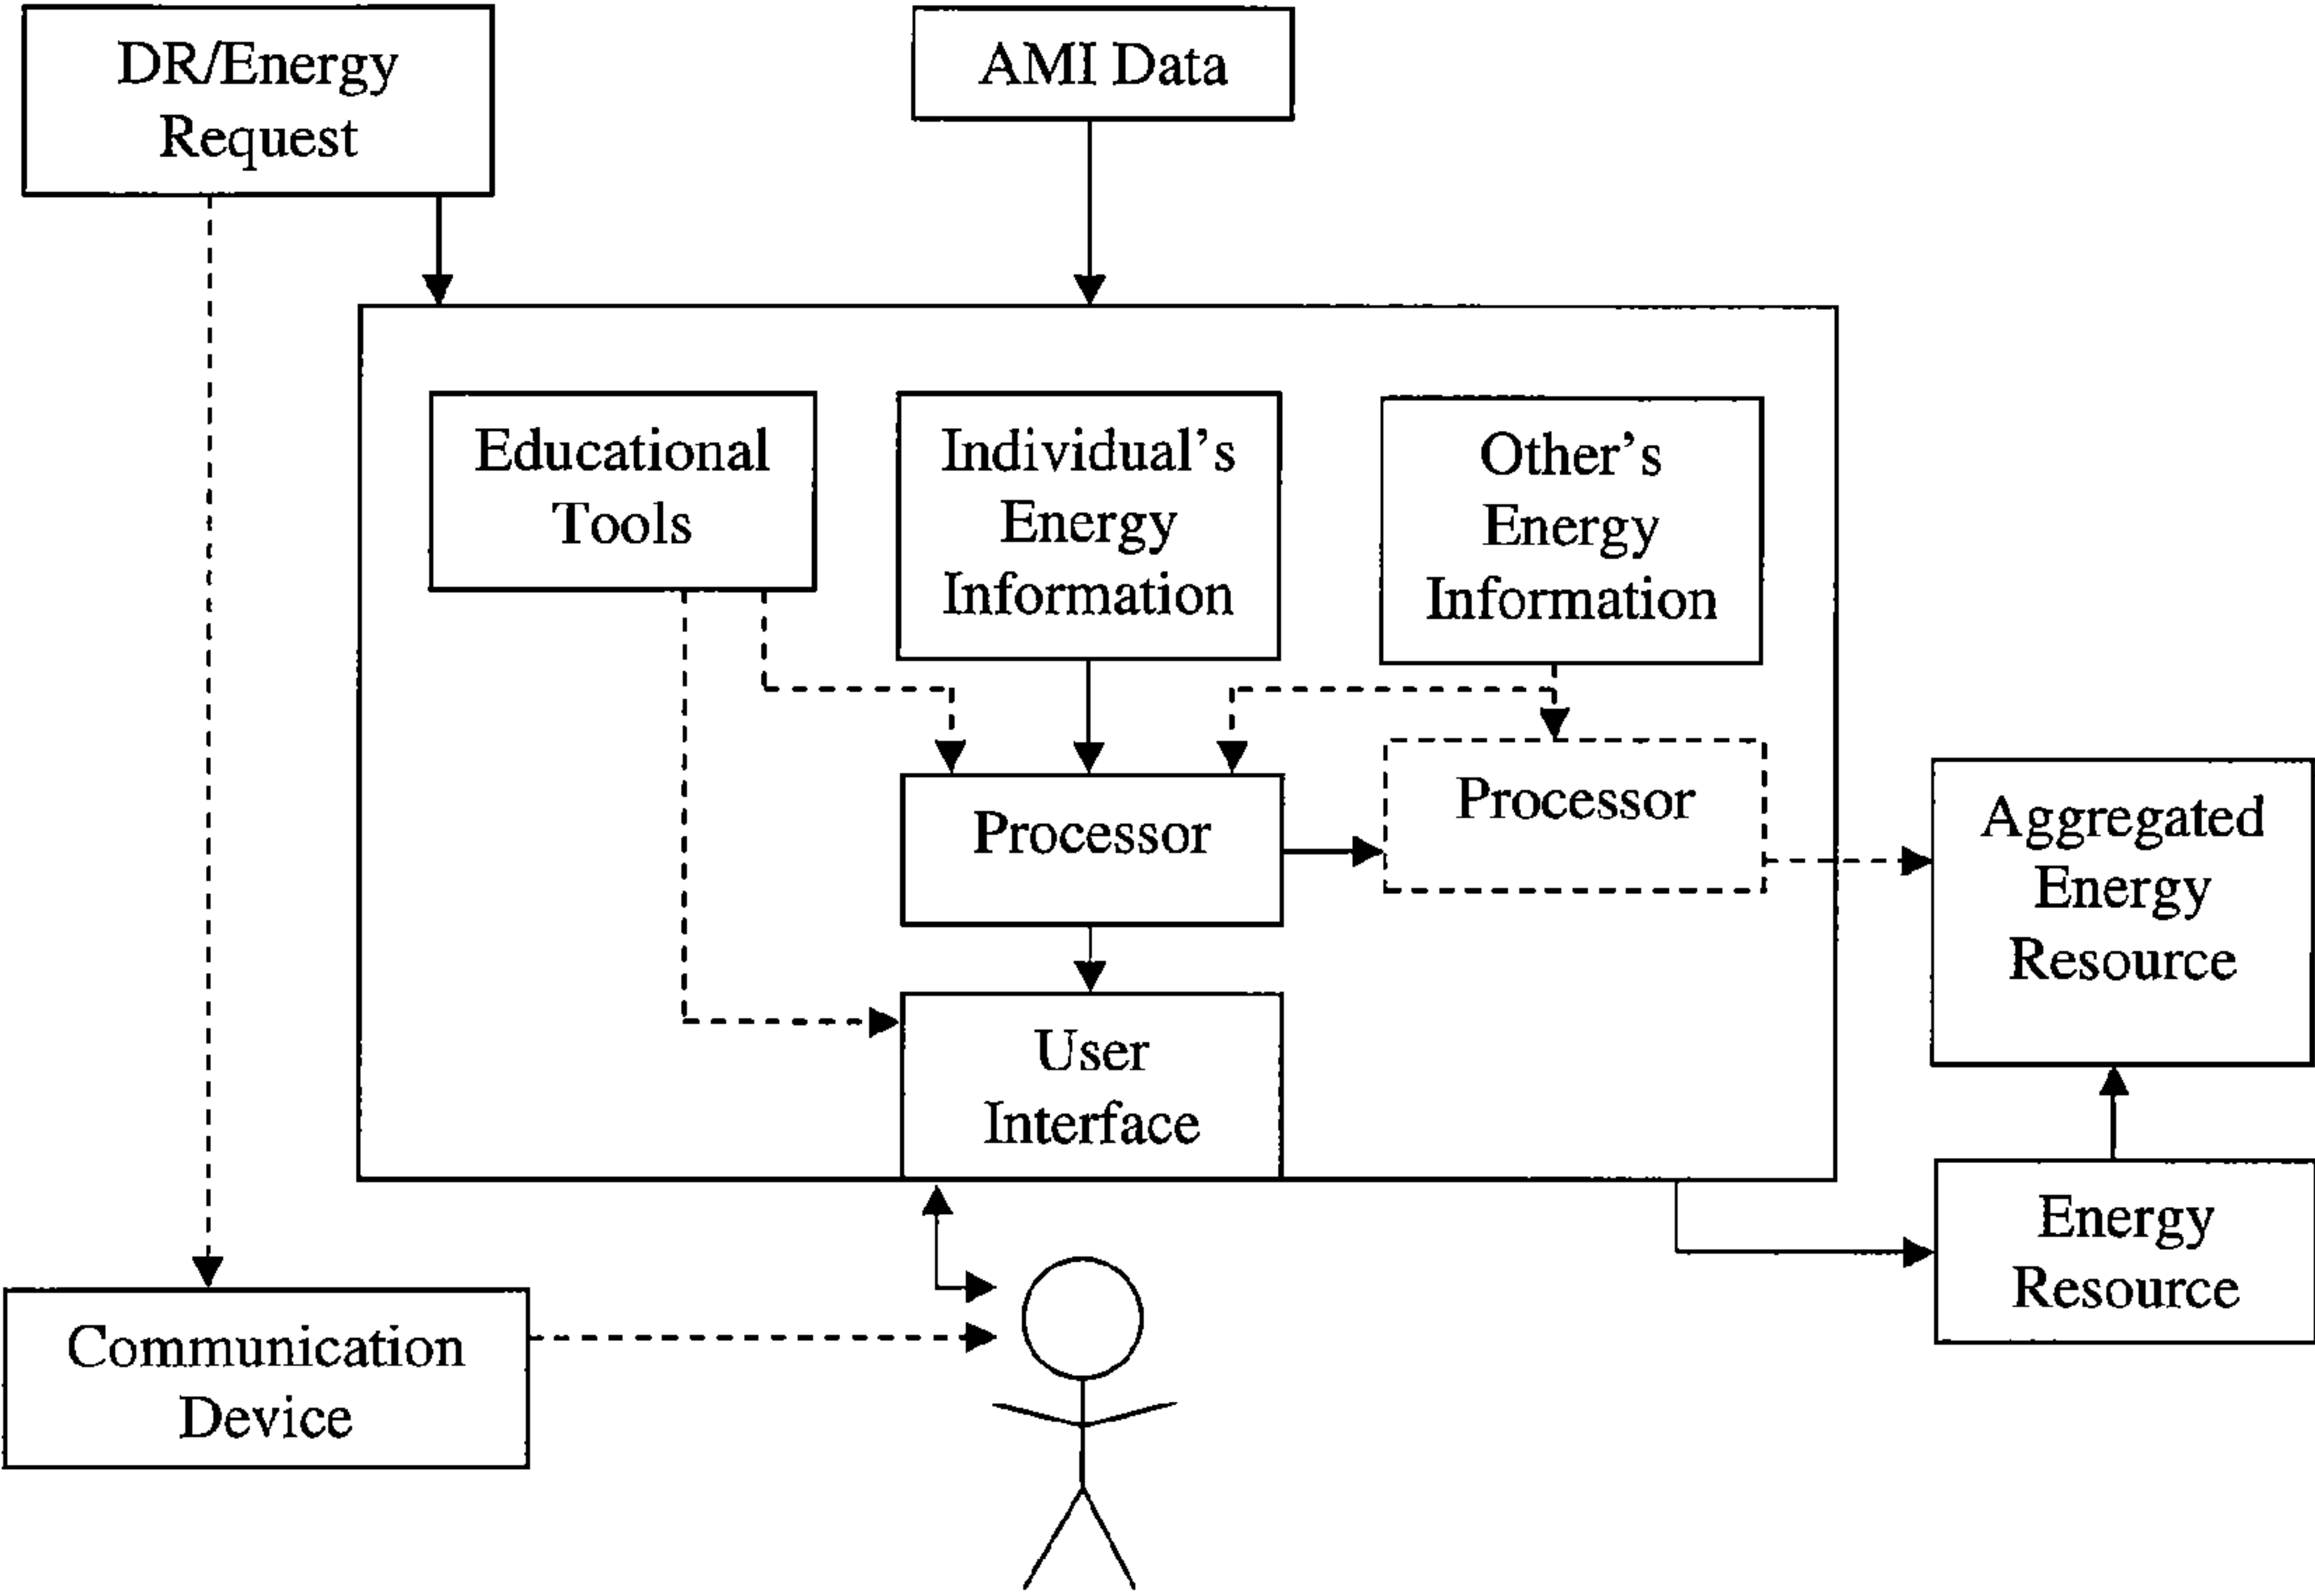 DR/Energy
Request
AMI Data
Educational
Tools
Individual's
Energy
Information
Other's
Energy
Information
Processor
Processor
Aggregated
Energy
Resource
User
Interface
Energy
Resource
Communication
Device